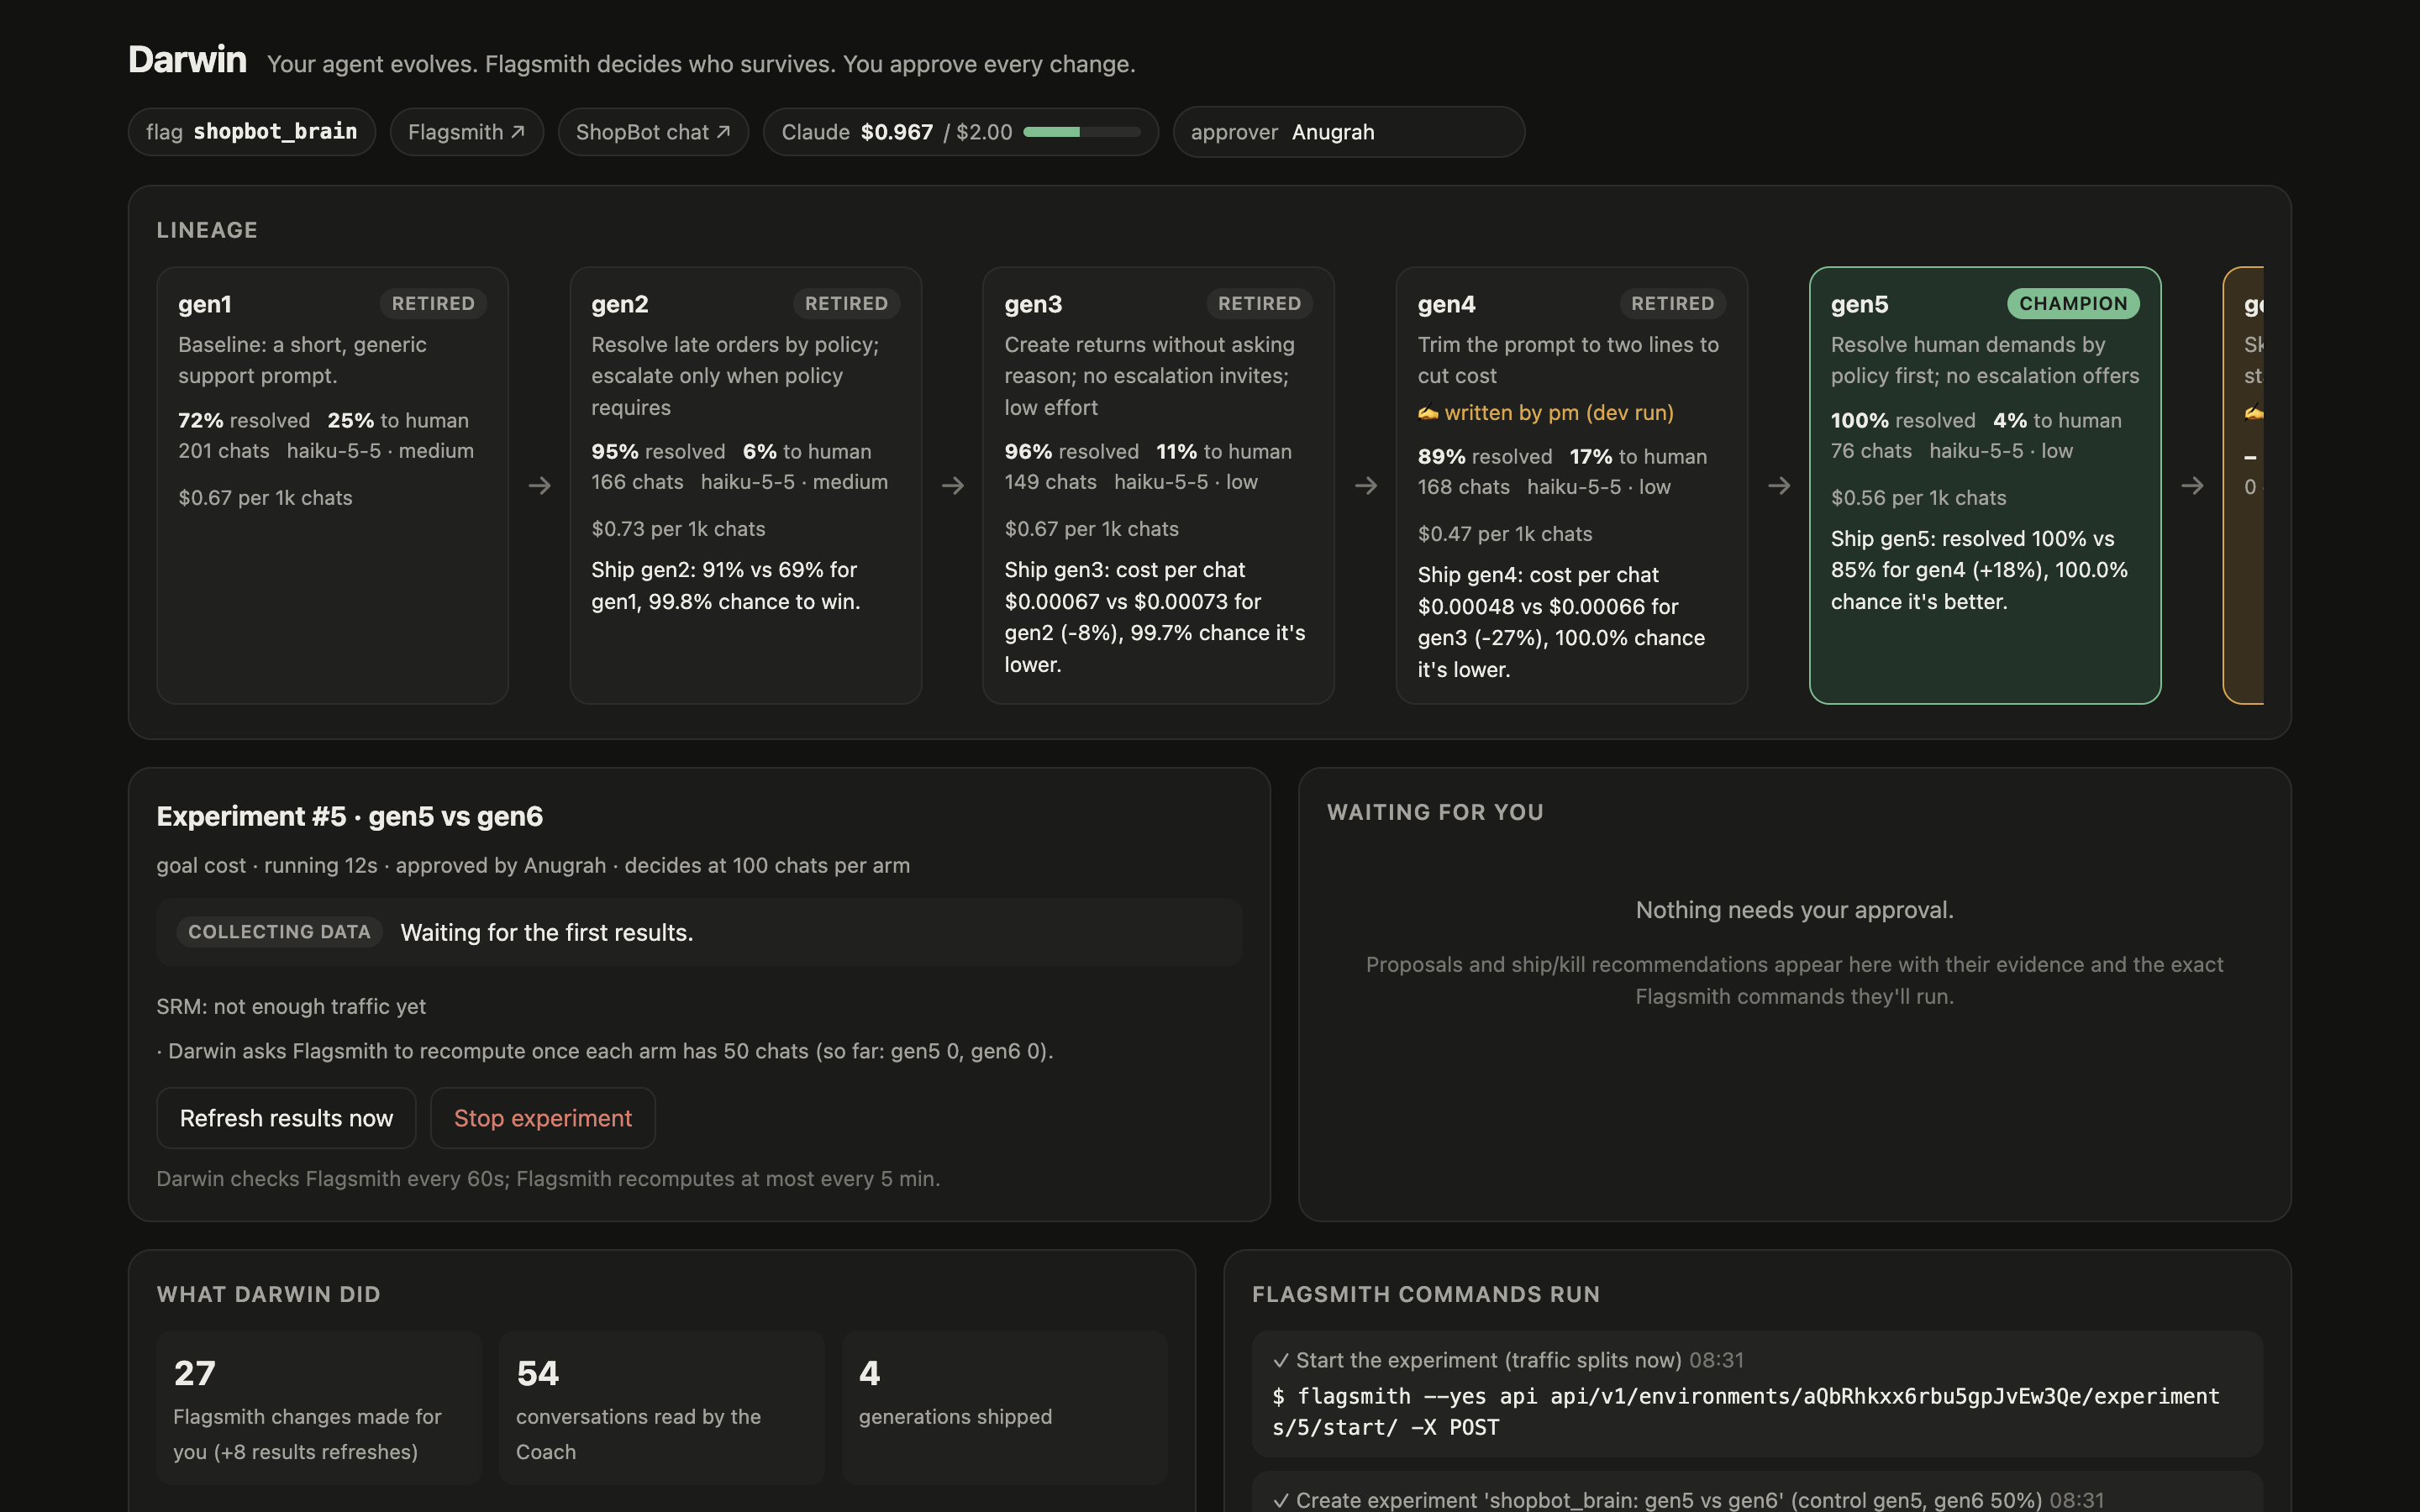 Darwin Your agent evolves. Flagsmith decides who survives. You approve every change.
flag shopbot_brain
Flagsmith ↗
ShopBot chat ↗
Claude $0.967 / $2.00
approver Anugrah
LINEAGE
gen1 RETIRED
Baseline: a short, generic
support prompt.
72% resolved 25% to human
201 chats haiku-5-5 · medium
$0.67 per 1k chats
→
gen2 RETIRED
Resolve late orders by policy;
escalate only when policy
requires
95% resolved 6% to human
166 chats haiku-5-5 · medium
$0.73 per 1k chats
Ship gen2: 91% vs 69% for
gen1, 99.8% chance to win.
→
gen3 RETIRED
Create returns without asking
reason; no escalation invites;
low effort
96% resolved 11% to human
149 chats haiku-5-5 · low
$0.67 per 1k chats
Ship gen3: cost per chat
$0.00067 vs $0.00073 for
gen2 (-8%), 99.7% chance it's
lower.
→
gen4 RETIRED
Trim the prompt to two lines to
cut cost
✍️ written by pm (dev run)
89% resolved 17% to human
168 chats haiku-5-5 · low
$0.47 per 1k chats
Ship gen4: cost per chat
$0.00048 vs $0.00066 for
gen3 (-27%), 100.0% chance
it's lower.
→
gen5 CHAMPION
Resolve human demands by
policy first; no escalation offers
100% resolved 4% to human
76 chats haiku-5-5 · low
$0.56 per 1k chats
Ship gen5: resolved 100% vs
85% for gen4 (+18%), 100.0%
chance it's better.
→
–
0
Experiment #5 · gen5 vs gen6
goal cost · running 12s · approved by Anugrah · decides at 100 chats per arm
COLLECTING DATA Waiting for the first results.
SRM: not enough traffic yet
· Darwin asks Flagsmith to recompute once each arm has 50 chats (so far: gen5 0, gen6 0).
Refresh results now
Stop experiment
Darwin checks Flagsmith every 60s; Flagsmith recomputes at most every 5 min.
WAITING FOR YOU
Nothing needs your approval.
Proposals and ship/kill recommendations appear here with their evidence and the exact
Flagsmith commands they'll run.
WHAT DARWIN DID
27
Flagsmith changes made for
you (+8 results refreshes)
54
conversations read by the
Coach
4
generations shipped
FLAGSMITH COMMANDS RUN
✓ Start the experiment (traffic splits now) 08:31
$ flagsmith --yes api api/v1/environments/aQbRhkxx6rbu5gpJvEw3Qe/experiment
s/5/start/ -X POST
✓ Create experiment 'shopbot_brain: gen5 vs gen6' (control gen5, gen6 50%) 08:31